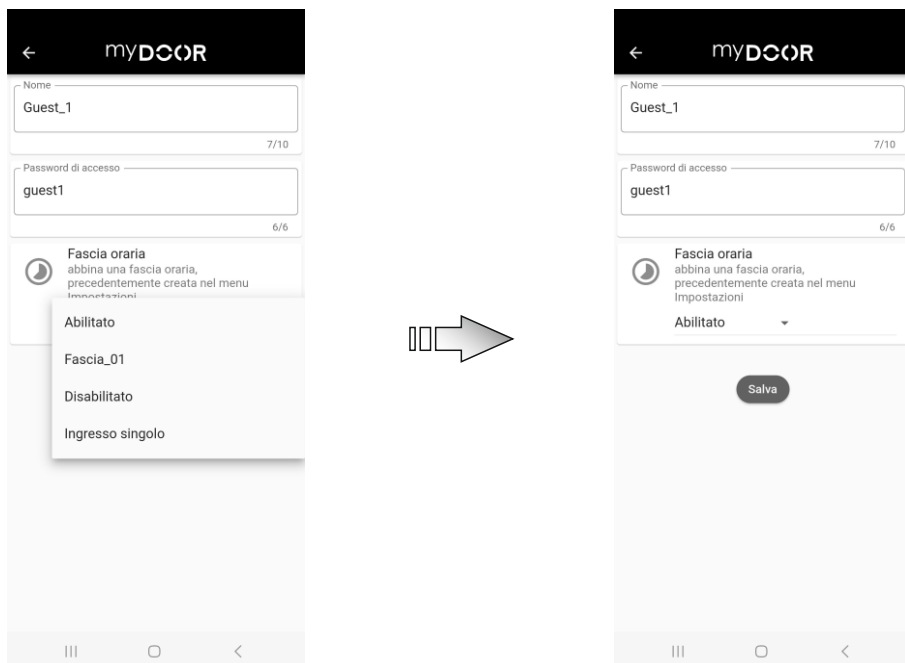 myDOOR
Nome
Guest_1
7/10
Password di accesso
guest1
6/6
Fascia oraria
abbina una fascia oraria,
precedentemente creata nel menu
Impostazioni
Abilitato
Fascia_01
Disabilitato
Ingresso singolo
myDOOR
Nome
Guest_1
7/10
Password di accesso
guest1
6/6
Fascia oraria
abbina una fascia oraria,
precedentemente creata nel menu
Impostazioni
Abilitato
Salva